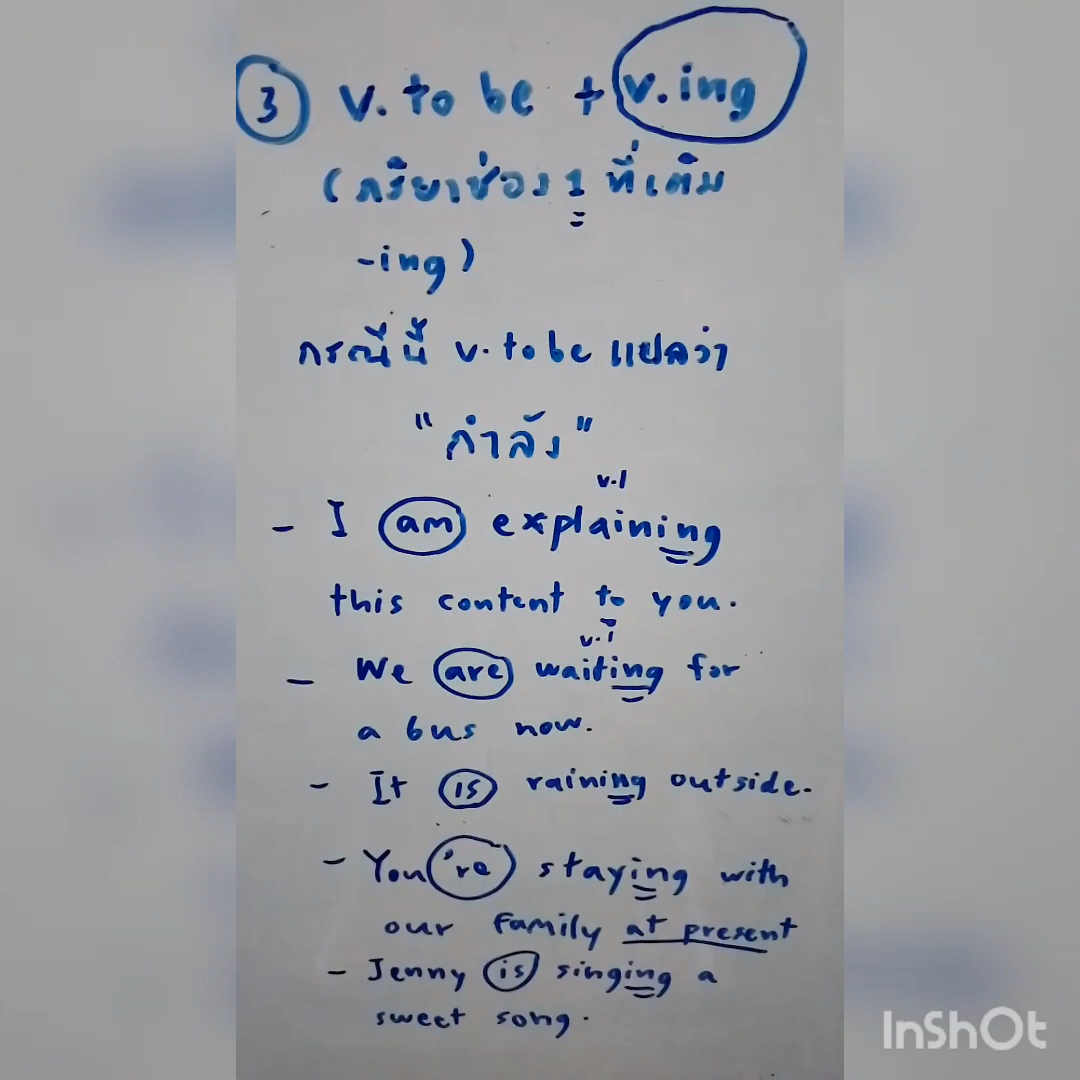 3 v. to be + v.ing
(กริยาช่อง 1 ที่เติม
-ing)
กรณีนี้ v. to be แปลว่า
"กำลัง"
v.1
- I am explaining
this content to you.
v.1
- We are waiting for
a bus now.
- It is raining outside.
- You're staying with
our family at present
- Jenny is singing a
sweet song.
InShOt